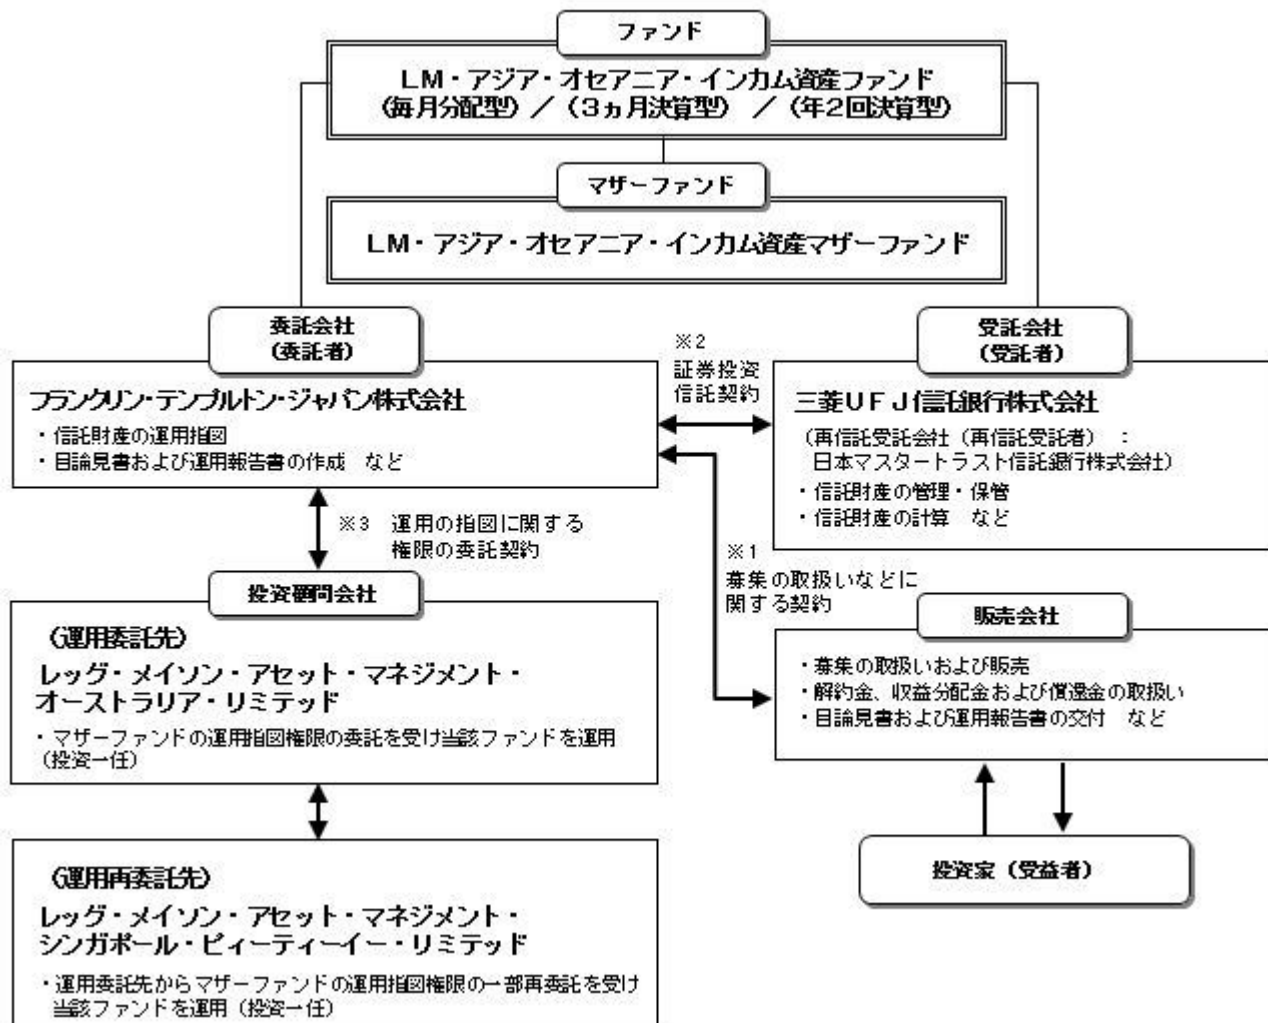 ファンド
LM・アジア・オセアニア・インカム資産ファンド
(毎月分配型)／(3ヵ月決算型)／(年2回決算型)
マザーファンド
LM・アジア・オセアニア・インカム資産マザーファンド
委託会社
(委託者)
フランクリン・テンプルトン・ジャパン株式会社
・信託財産の運用指図
・目論見書および運用報告書の作成　など
※2
証券投資
信託契約
受託会社
(受託者)
三菱UFJ信託銀行株式会社
(再信託受託会社(再信託受託者)　：
日本マスタートラスト信託銀行株式会社)
・信託財産の管理・保管
・信託財産の計算　など
※3　運用の指図に関する
権限の委託契約
※1
募集の取扱いなどに
関する契約
投資顧問会社
(運用委託先)
レッグ・メイソン・アセット・マネジメント・
オーストラリア・リミテッド
・マザーファンドの運用指図権限の委託を受け当該ファンドを運用
(投資一任)
販売会社
・募集の取扱いおよび販売
・解約金、収益分配金および償還金の取扱い
・目論見書および運用報告書の交付　など
投資家(受益者)
(運用再委託先)
レッグ・メイソン・アセット・マネジメント・
シンガポール・ピィーティーイー・リミテッド
・運用委託先からマザーファンドの運用指図権限の一部再委託を受け
当該ファンドを運用(投資一任)